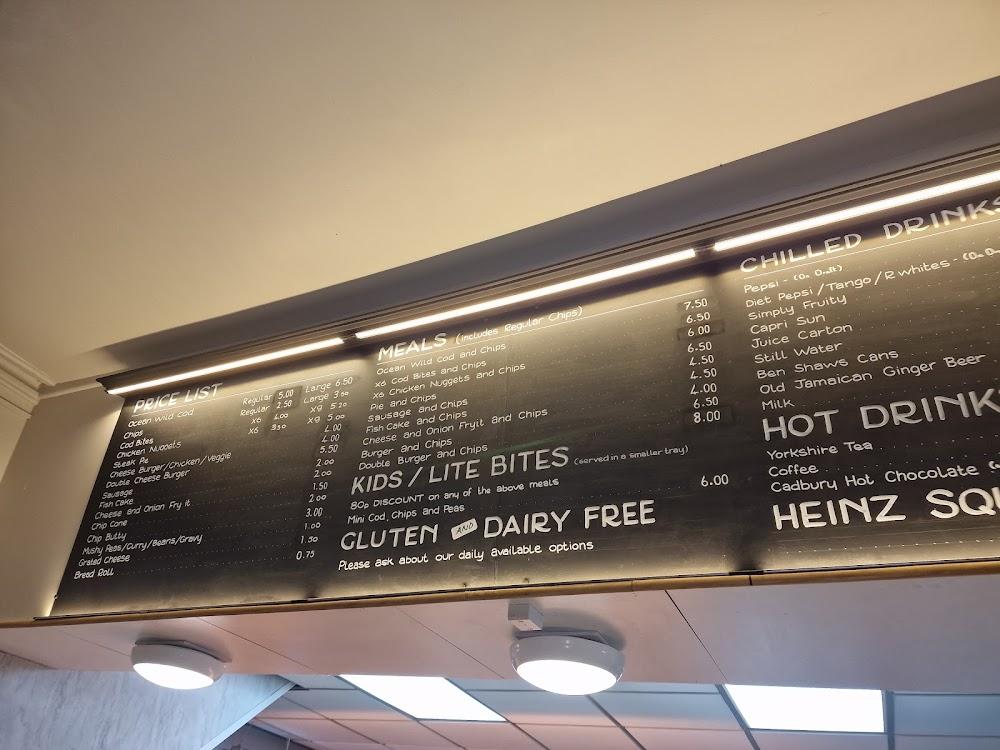 PRICE LIST
Ocean Wild Cod Regular 5.00 Large 6.50
Chips Regular 2.50 Large
Cod Bites X6 4.00 X9 5.20
Chicken Nuggets X6 X9 5.00
Steak Pie 4.00
Cheese Burger/Chicken/Veggie 4.00
Double Cheese Burger 5.50
Sausage 2.00
Fish Cake 2.00
Cheese and Onion Fry it 1.50
Chip Cone 2.00
Chip Butty 3.00
Mushy Peas/Curry/Beans/Gravy 1.00
Grated Cheese 1.50
Bread Roll 0.75
MEALS (includes Regular Chips)
Ocean Wild Cod and Chips 7.50
x6 Cod Bites and Chips 6.50
x6 Chicken Nuggets and Chips 6.00
Pie and Chips 6.50
Sausage and Chips 4.50
Fish Cake and Chips 4.50
Cheese and Onion Fryit and Chips 4.00
Burger and Chips 6.50
Double Burger and Chips 8.00
KIDS / LITE BITES (served in a smaller tray)
80p DISCOUNT on any of the above meals
Mini Cod, Chips and Peas 6.00
GLUTEN AND DAIRY FREE
Please ask about our daily available options
CHILLED DRINKS
Pepsi - (On Draft)
Diet Pepsi/Tango/R whites - (On
Simply Fruity
Capri Sun
Juice Carton
Still Water
Ben Shaws Cans
Old Jamaican Ginger Beer
Milk
HOT DRINK
Yorkshire Tea
Coffee
Cadbury Hot Chocolate
HEINZ SQU